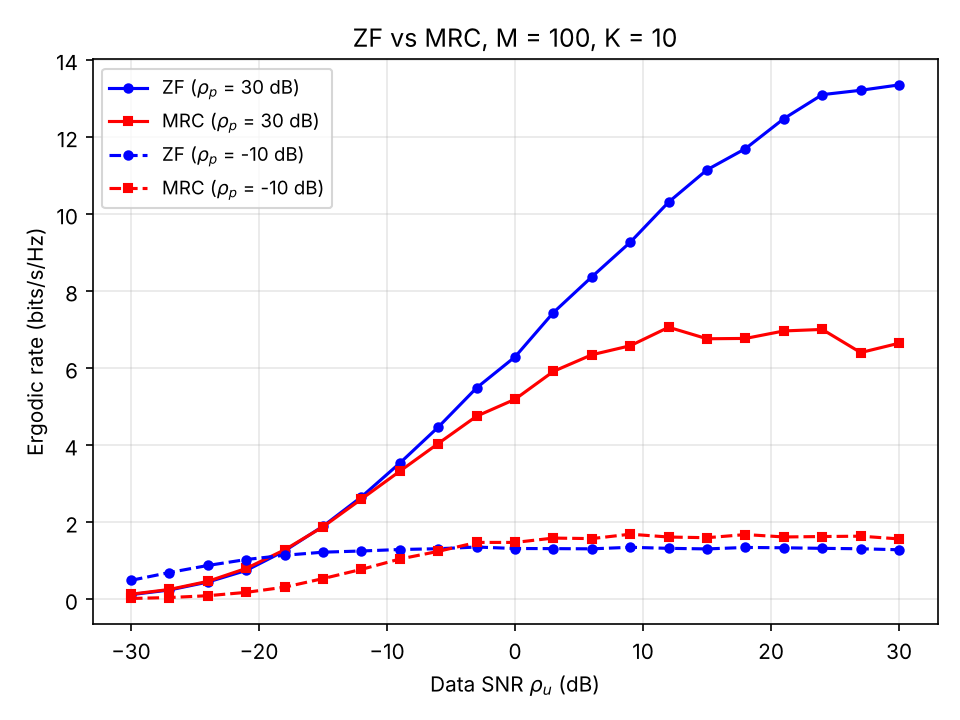 ZF vs MRC, M = 100, K = 10
ZF (ρₚ = 30 dB)
MRC (ρₚ = 30 dB)
ZF (ρₚ = -10 dB)
MRC (ρₚ = -10 dB)
Ergodic rate (bits/s/Hz)
14
12
10
8
6
4
2
0
−30
−20
−10
0
10
20
30
Data SNR ρᵤ (dB)